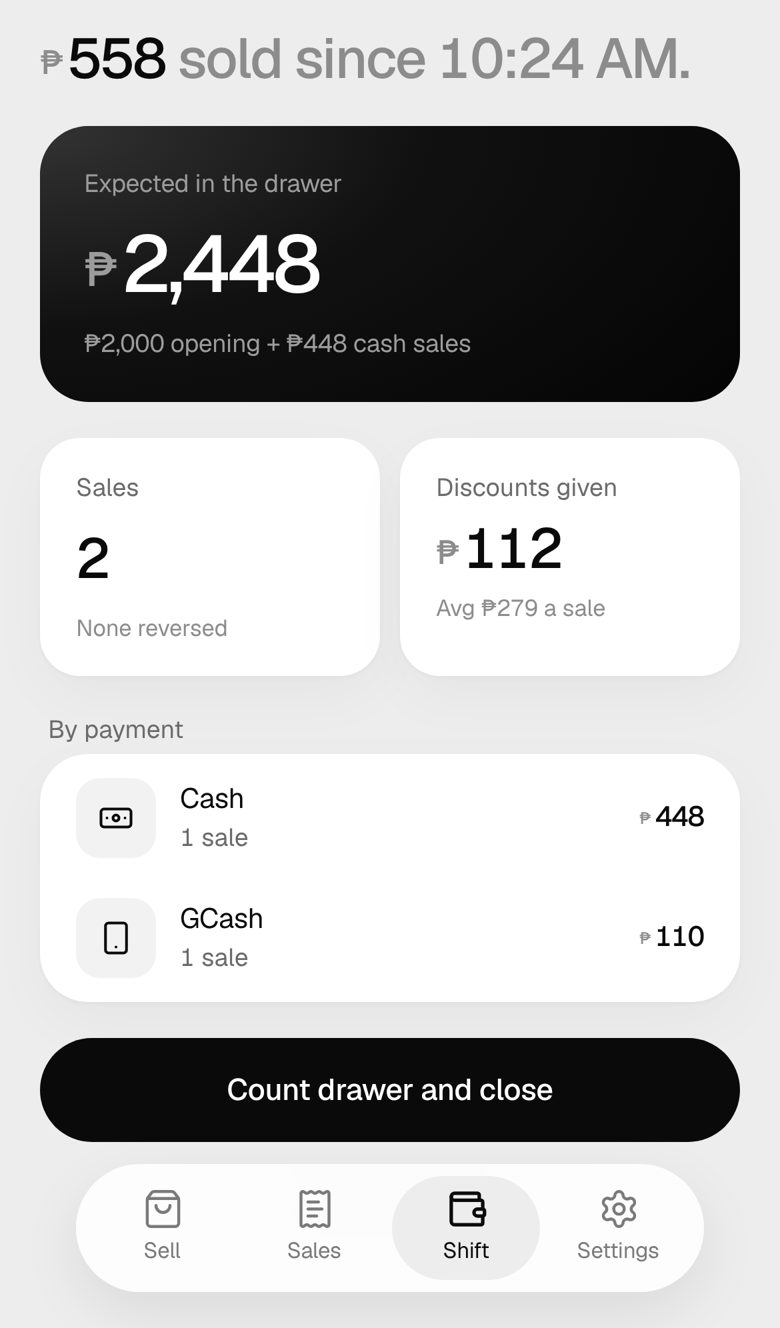 ₱558 sold since 10:24 AM.
Expected in the drawer
₱2,448
₱2,000 opening + ₱448 cash sales
Sales
2
None reversed
Discounts given
₱112
Avg ₱279 a sale
By payment
Cash
1 sale
₱448
GCash
1 sale
₱110
Count drawer and close
Sell
Sales
Shift
Settings